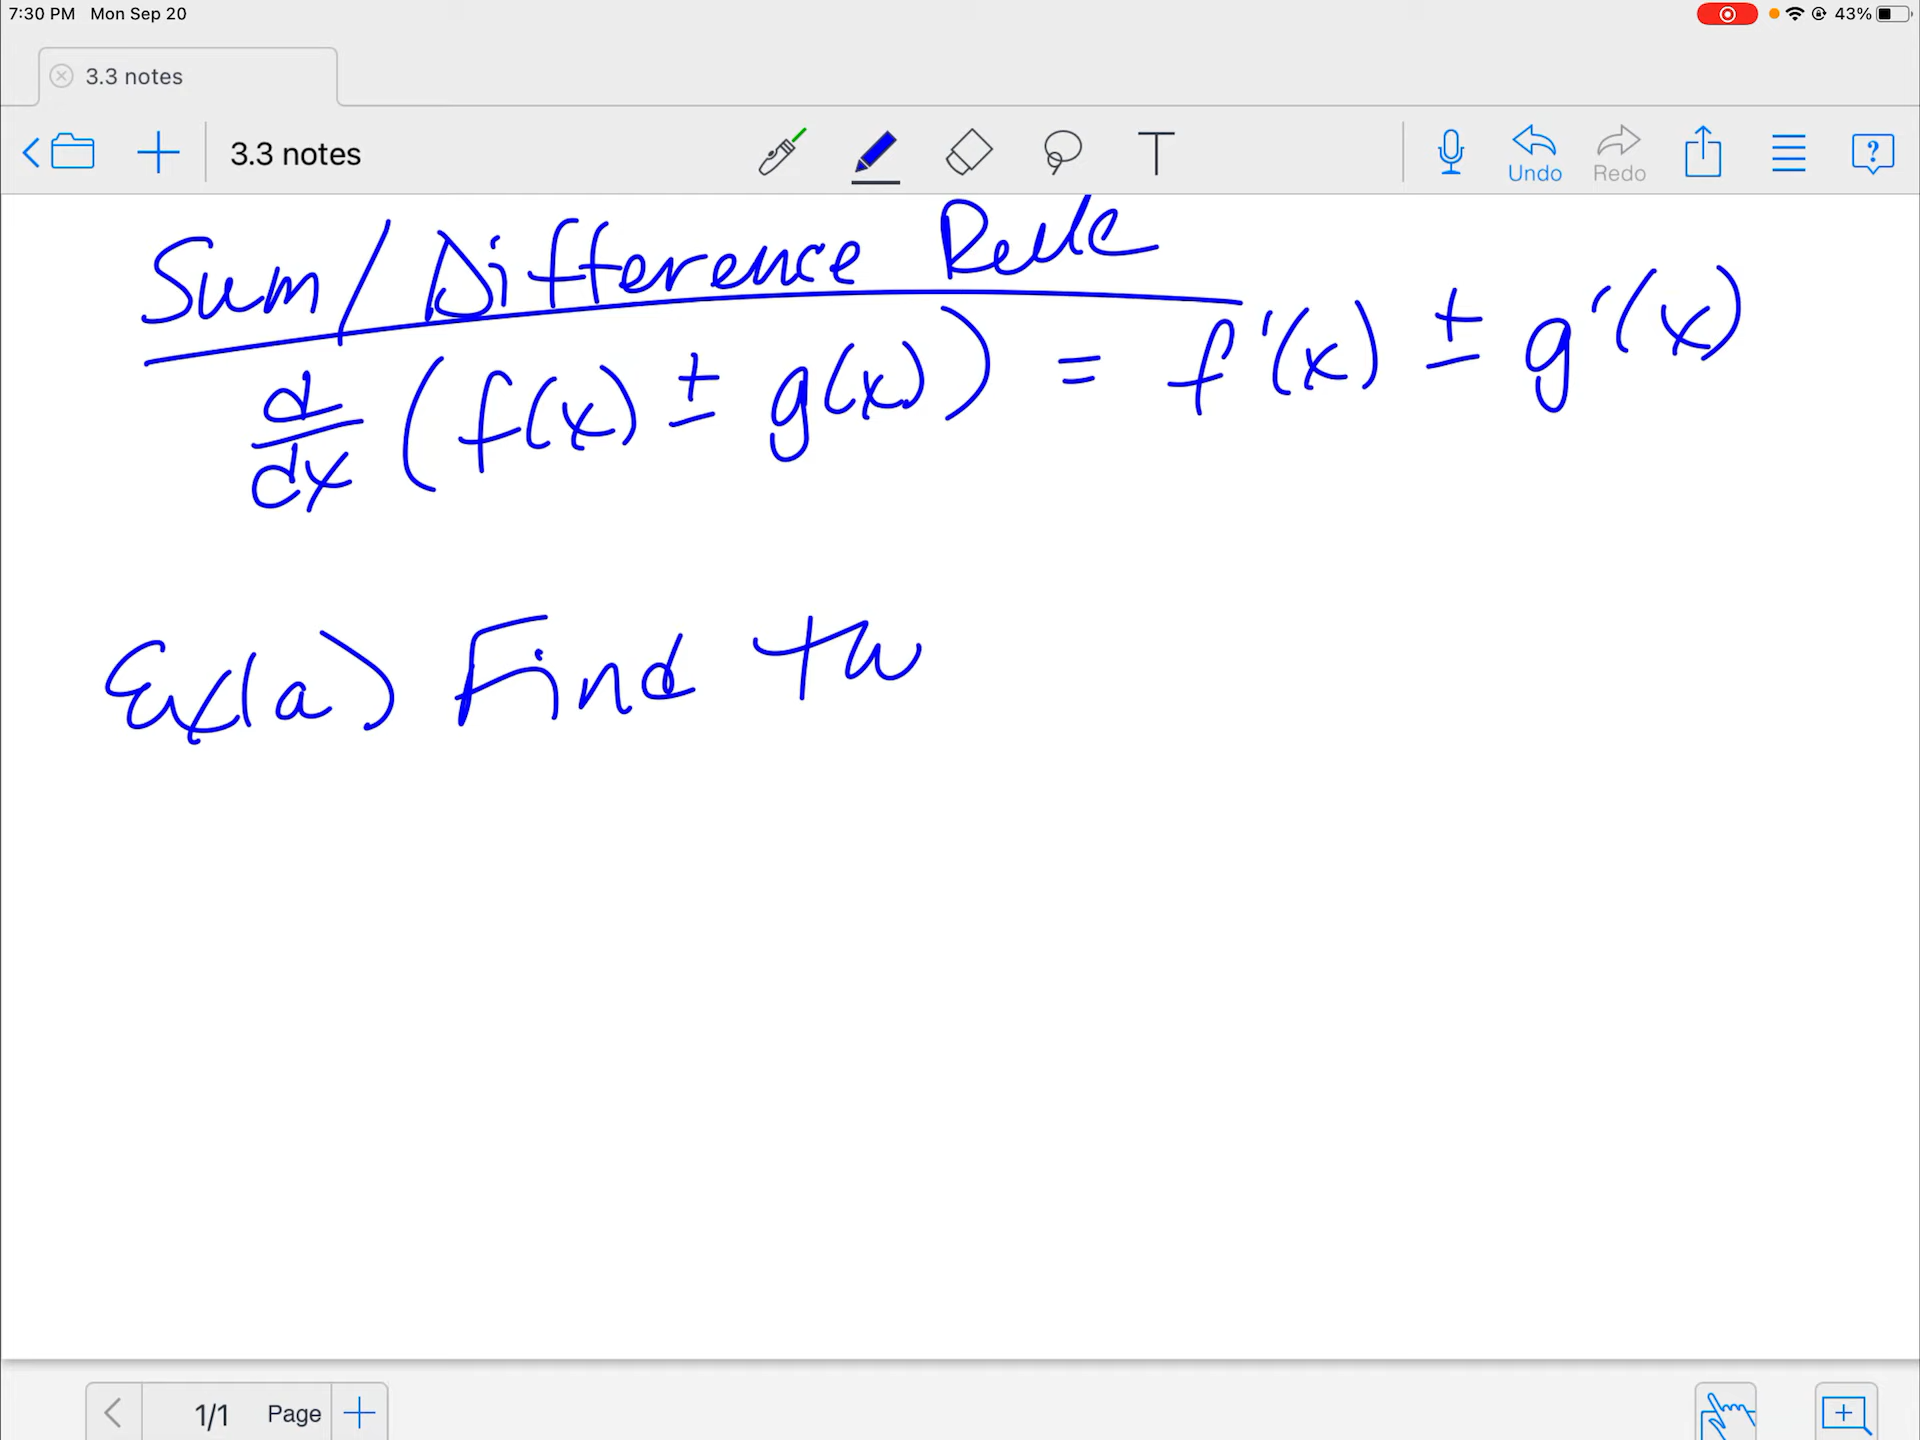 7:30 PM Mon Sep 20 43%
3.3 notes
3.3 notes Undo Redo
Sum/Difference Rule
d/dx (f(x) ± g(x)) = f'(x) ± g'(x)
Ex(a) Find
1/1 Page